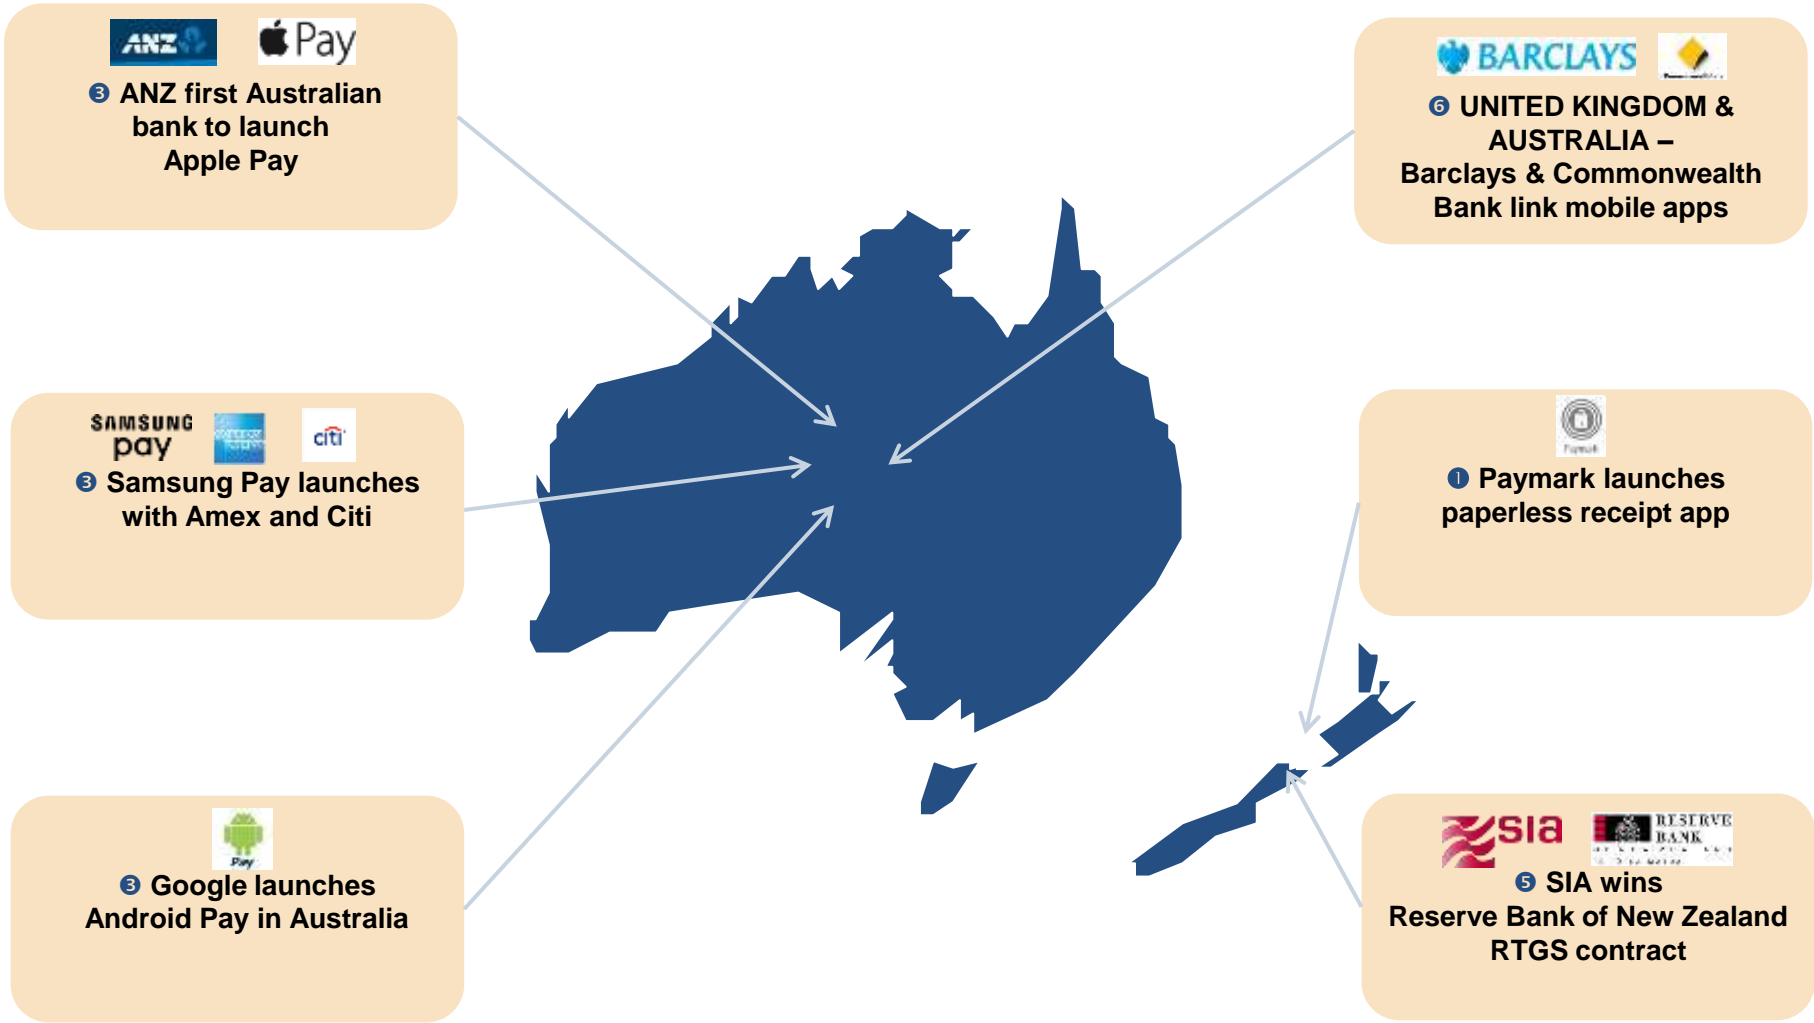 ANZ
Pay
❸ ANZ first Australian
bank to launch
Apple Pay
BARCLAYS
❻ UNITED KINGDOM &
AUSTRALIA –
Barclays & Commonwealth
Bank link mobile apps
SAMSUNG
pay
citi
❸ Samsung Pay launches
with Amex and Citi
Paymark
❶ Paymark launches
paperless receipt app
Pay
❸ Google launches
Android Pay in Australia
SIA
RESERVE
BANK
❺ SIA wins
Reserve Bank of New Zealand
RTGS contract